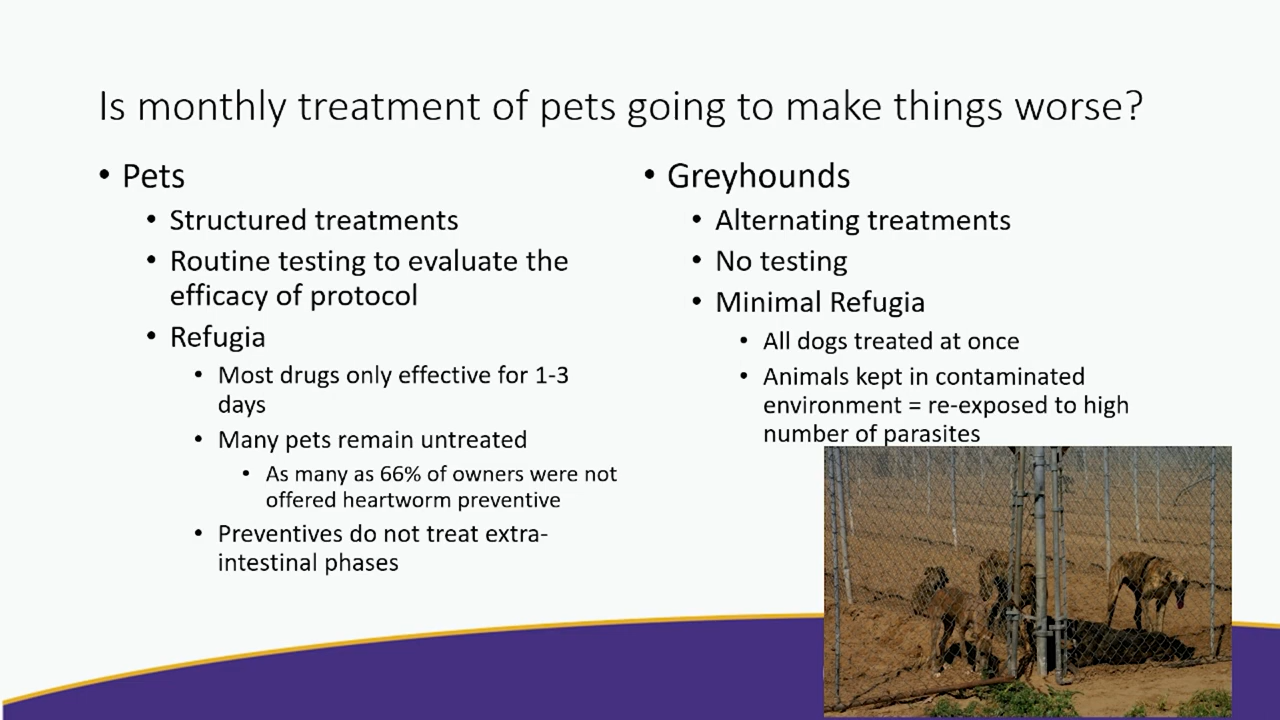 Is monthly treatment of pets going to make things worse?
• Pets
• Structured treatments
• Routine testing to evaluate the
efficacy of protocol
• Refugia
• Most drugs only effective for 1-3
days
• Many pets remain untreated
• As many as 66% of owners were not
offered heartworm preventive
• Preventives do not treat extra-
intestinal phases
• Greyhounds
• Alternating treatments
• No testing
• Minimal Refugia
• All dogs treated at once
• Animals kept in contaminated
environment = re-exposed to high
number of parasites